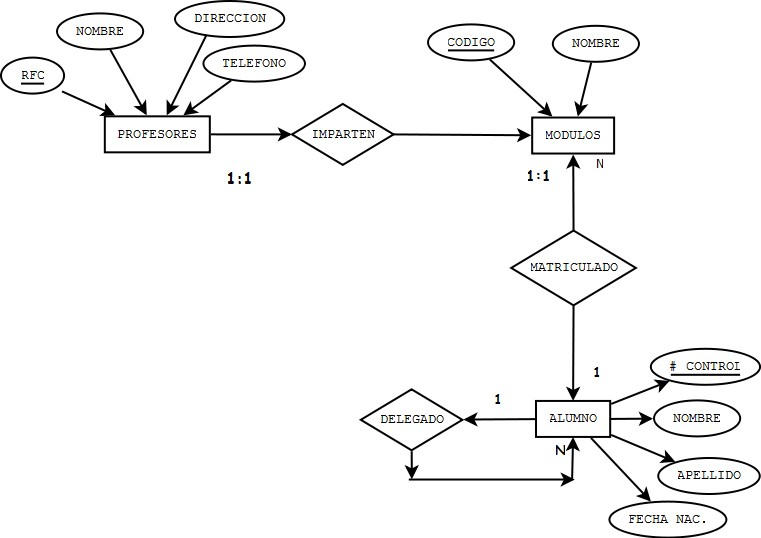 DIRECCION
NOMBRE
TELEFONO
RFC
CODIGO
NOMBRE
PROFESORES
IMPARTEN
MODULOS
1:1
1:1
N
MATRICULADO
1
# CONTROL
1
DELEGADO
ALUMNO
NOMBRE
N
APELLIDO
FECHA NAC.